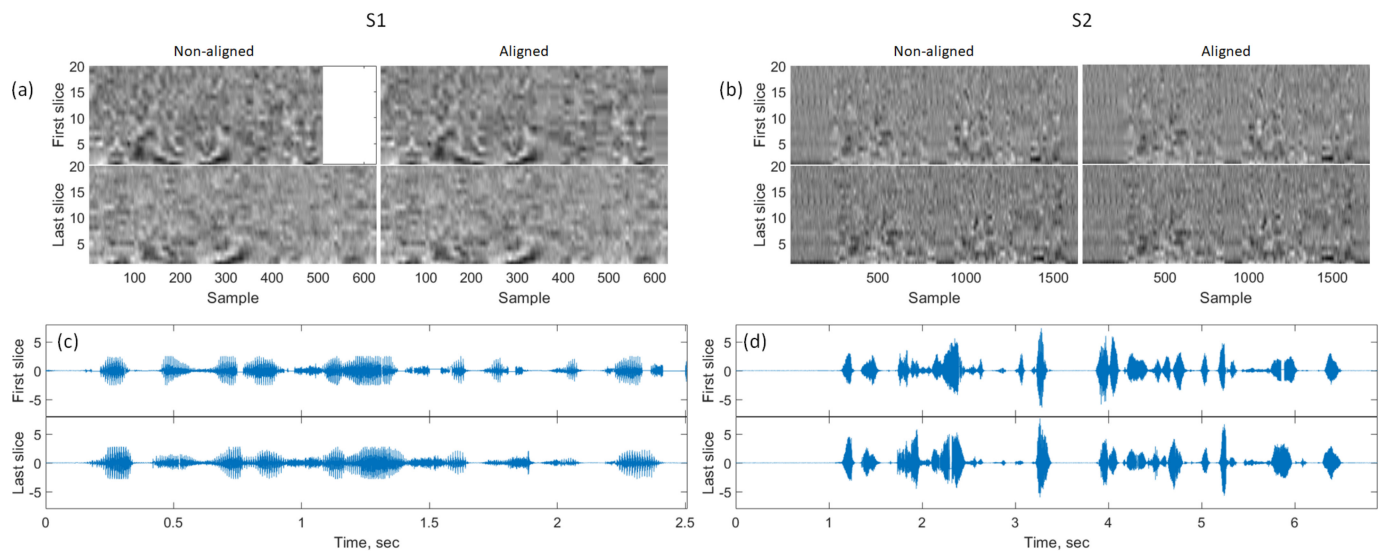 S1
S2
Non-aligned
Aligned
Non-aligned
Aligned
(a)
First slice
20
15
10
5
Last slice
20
15
10
5
100
200
300
400
500
600
100
200
300
400
500
600
Sample
Sample
(b)
First slice
20
15
10
5
Last slice
20
15
10
5
500
1000
1500
500
1000
1500
Sample
Sample
(c)
First slice
5
0
-5
Last slice
5
0
-5
0
0.5
1
1.5
2
2.5
Time, sec
(d)
First slice
5
0
-5
Last slice
5
0
-5
0
1
2
3
4
5
6
Time, sec